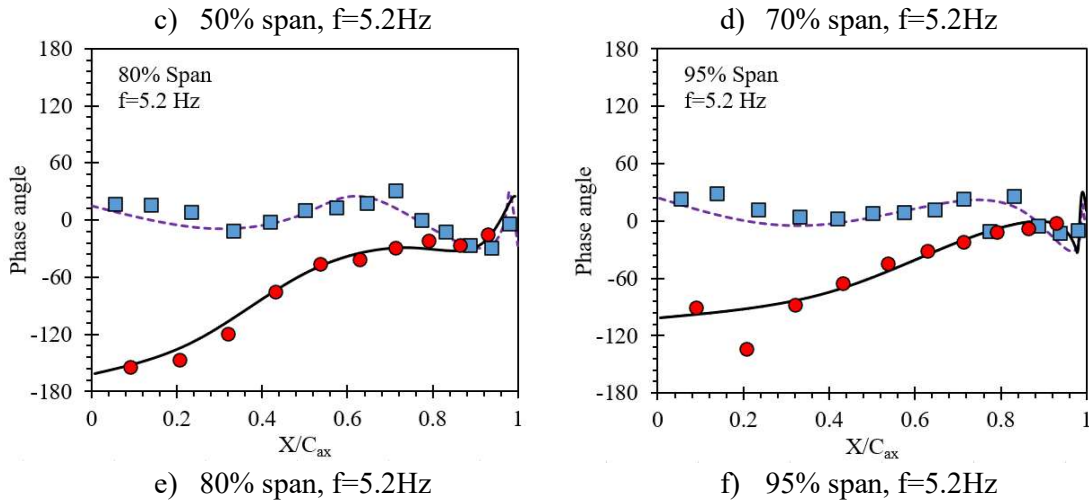 c) 50% span, f=5.2Hz
d) 70% span, f=5.2Hz
Phase angle
180
120
60
0
-60
-120
-180
80% Span
f=5.2 Hz
0
0.2
0.4
0.6
0.8
1
X/Cax
Phase angle
180
120
60
0
-60
-120
-180
95% Span
f=5.2 Hz
0
0.2
0.4
0.6
0.8
1
X/Cax
e) 80% span, f=5.2Hz
f) 95% span, f=5.2Hz